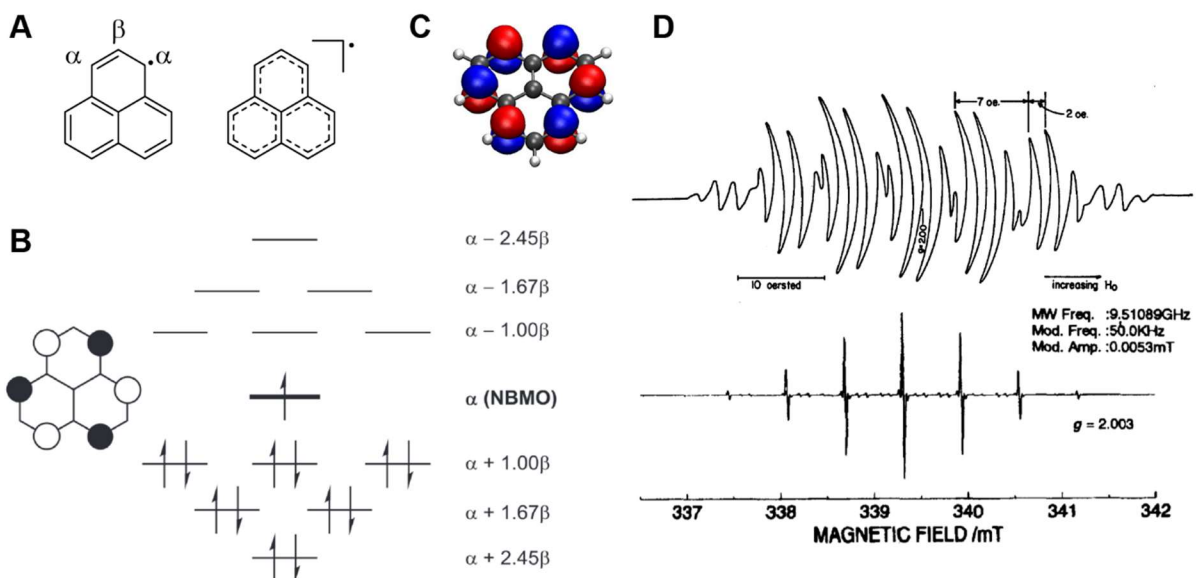 A
α
β
α
B
α – 2.45β
α – 1.67β
α – 1.00β
α (NBMO)
α + 1.00β
α + 1.67β
α + 2.45β
C
D
7 oe.
2 oe.
g=2.00
10 oersted
increasing H₀
MW Freq. :9.51089GHz
Mod. Freq. :50.0KHz
Mod. Amp. :0.0053mT
g = 2.003
337 338 339 340 341 342
MAGNETIC FIELD /mT